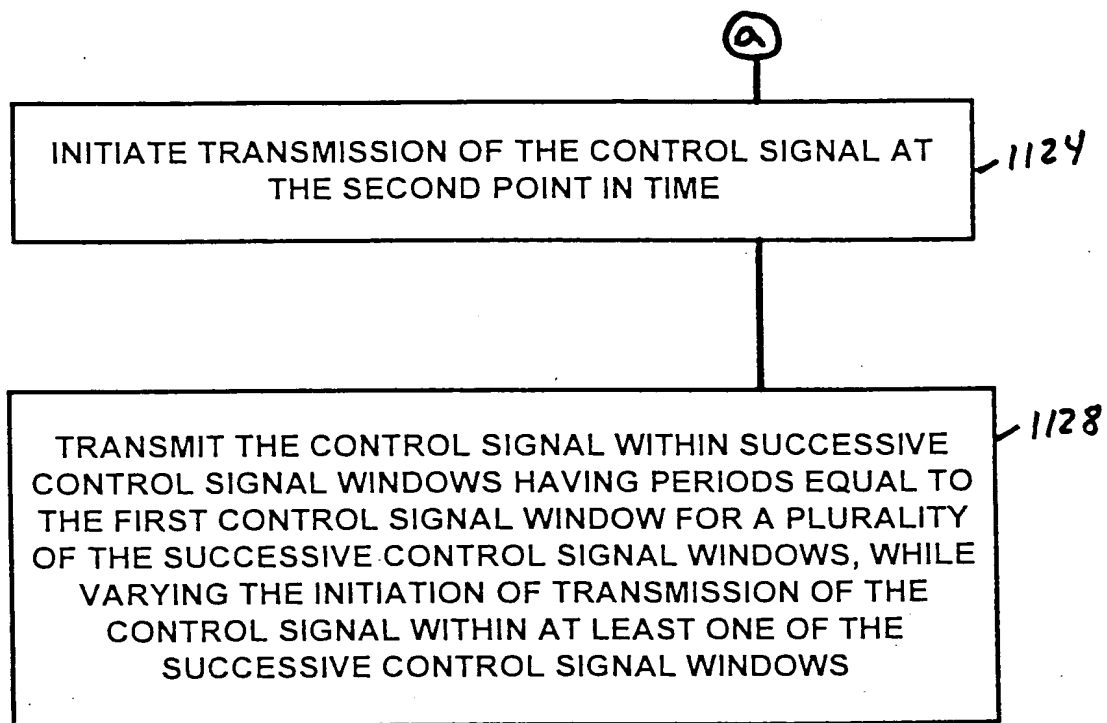 a
INITIATE TRANSMISSION OF THE CONTROL SIGNAL AT
THE SECOND POINT IN TIME
1124
TRANSMIT THE CONTROL SIGNAL WITHIN SUCCESSIVE
CONTROL SIGNAL WINDOWS HAVING PERIODS EQUAL TO
THE FIRST CONTROL SIGNAL WINDOW FOR A PLURALITY
OF THE SUCCESSIVE CONTROL SIGNAL WINDOWS, WHILE
VARYING THE INITIATION OF TRANSMISSION OF THE
CONTROL SIGNAL WITHIN AT LEAST ONE OF THE
SUCCESSIVE CONTROL SIGNAL WINDOWS
1128